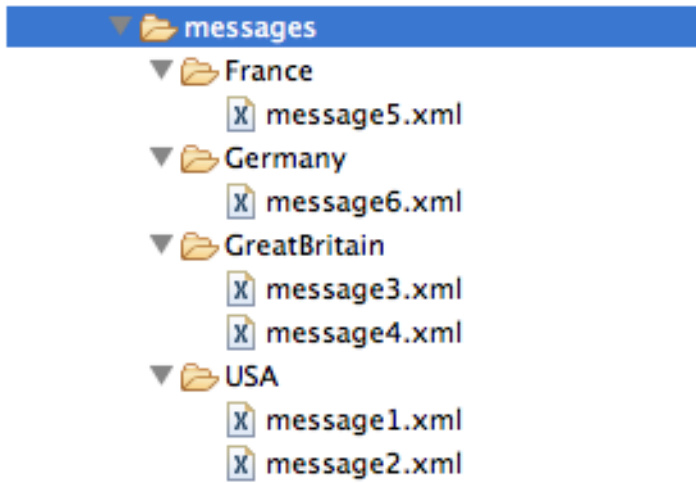 messages
France
message5.xml
Germany
message6.xml
GreatBritain
message3.xml
message4.xml
USA
message1.xml
message2.xml